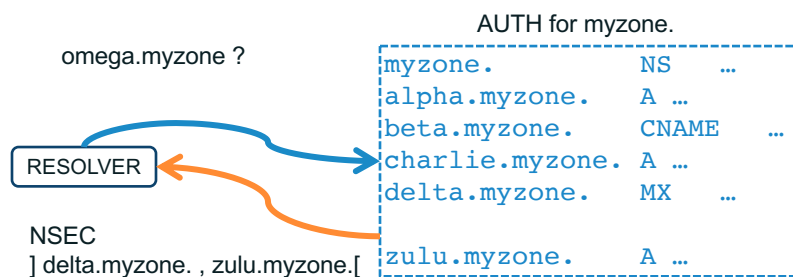 AUTH for myzone.
omega.myzone ?
myzone. NS …
alpha.myzone. A …
beta.myzone. CNAME …
charlie.myzone. A …
RESOLVER
delta.myzone. MX …
NSEC
] delta.myzone. , zulu.myzone.[
zulu.myzone. A …